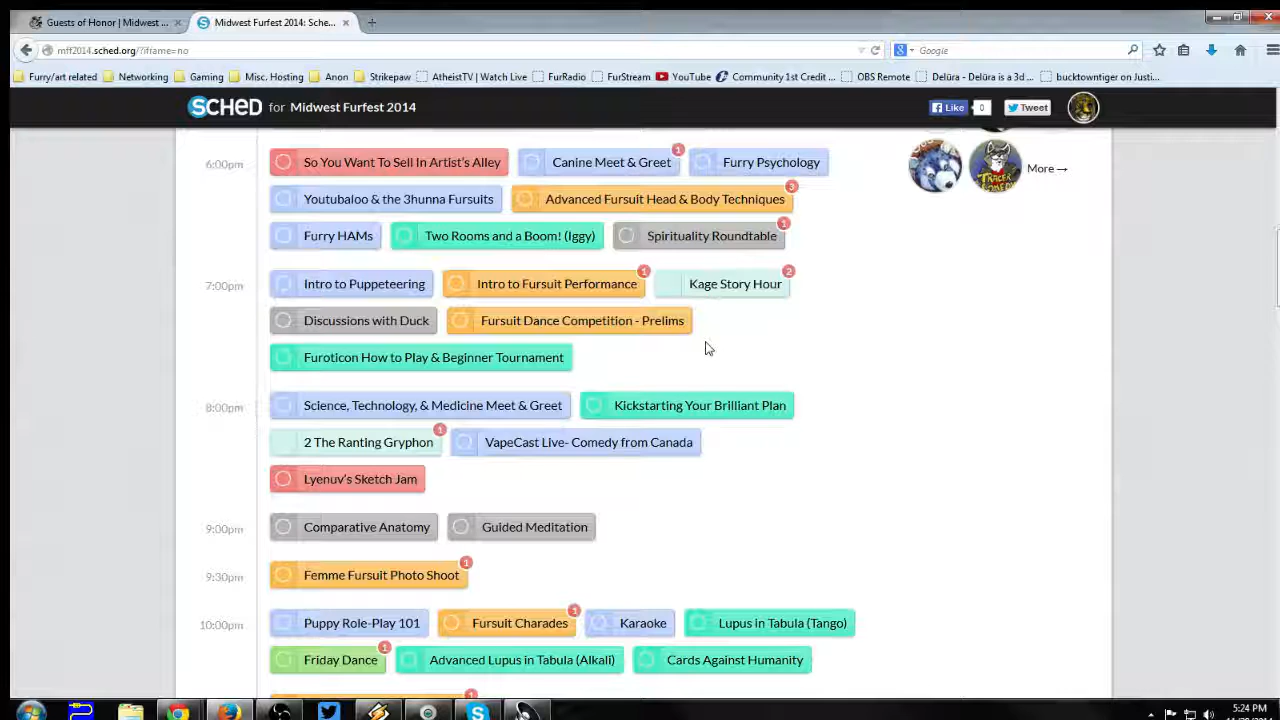 Guests of Honor | Midwest ... × Midwest Furfest 2014: Sche... × +
mff2014.sched.org/?iframe=no Google
Furry/art related Networking Gaming Misc. Hosting Anon Strikepaw AtheistTV | Watch Live FurRadio FurStream YouTube Community 1st Credit ... OBS Remote Delüra - Delüra is a 3d ... bucktowntiger on Justi...
SCHED for Midwest Furfest 2014 Like 0 Tweet
6:00pm So You Want To Sell In Artist's Alley Canine Meet & Greet 1 Furry Psychology
More →
Youtubaloo & the 3hunna Fursuits Advanced Fursuit Head & Body Techniques 3
Furry HAMs Two Rooms and a Boom! (Iggy) Spirituality Roundtable 1
7:00pm Intro to Puppeteering Intro to Fursuit Performance 1 Kage Story Hour 2
Discussions with Duck Fursuit Dance Competition - Prelims
Furoticon How to Play & Beginner Tournament
8:00pm Science, Technology, & Medicine Meet & Greet Kickstarting Your Brilliant Plan
2 The Ranting Gryphon 1 VapeCast Live- Comedy from Canada
Lyenuv's Sketch Jam
9:00pm Comparative Anatomy Guided Meditation
9:30pm Femme Fursuit Photo Shoot 1
10:00pm Puppy Role-Play 101 Fursuit Charades 1 Karaoke Lupus in Tabula (Tango)
Friday Dance 1 Advanced Lupus in Tabula (Alkali) Cards Against Humanity
1
5:24 PM